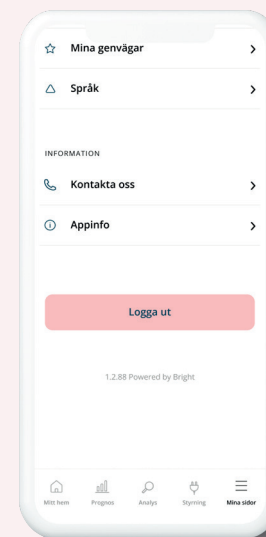 Mina genvägar
Språk
INFORMATION
Kontakta oss
Appinfo
Logga ut
1.2.88 Powered by Bright
Mitt hem
Prognos
Analys
Styrning
Mina sidor